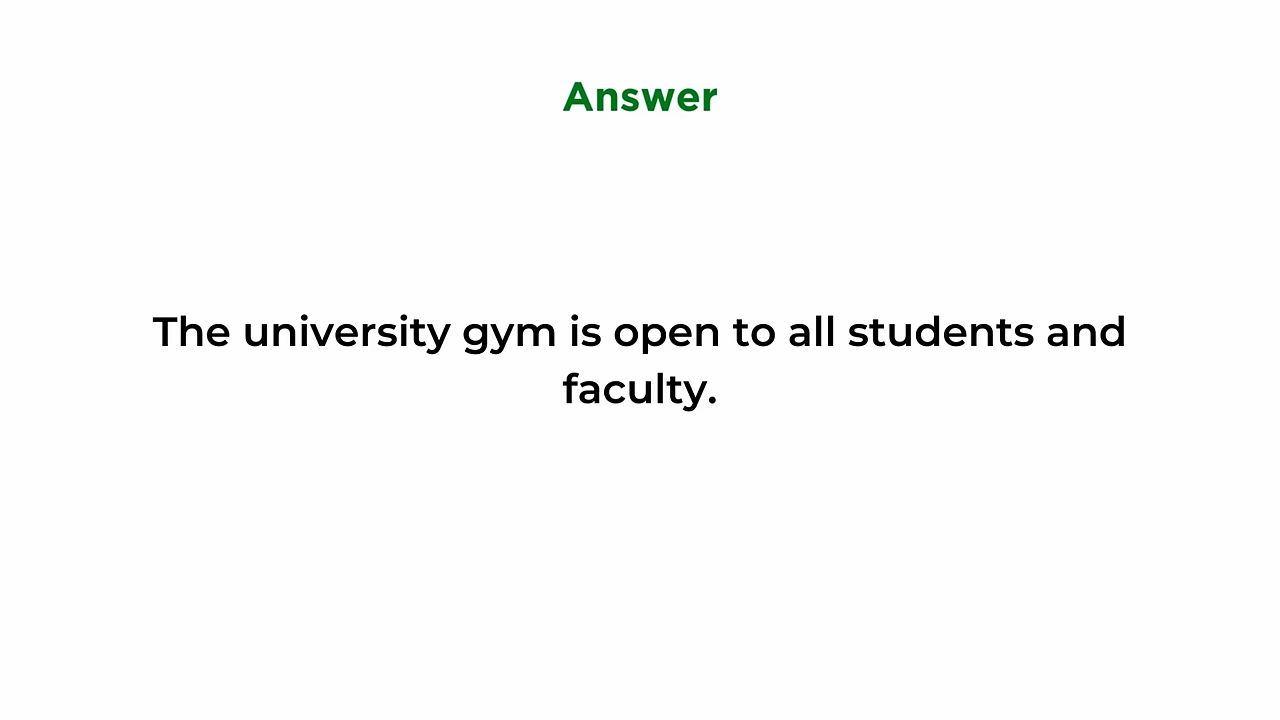 Answer
The university gym is open to all students and
faculty.